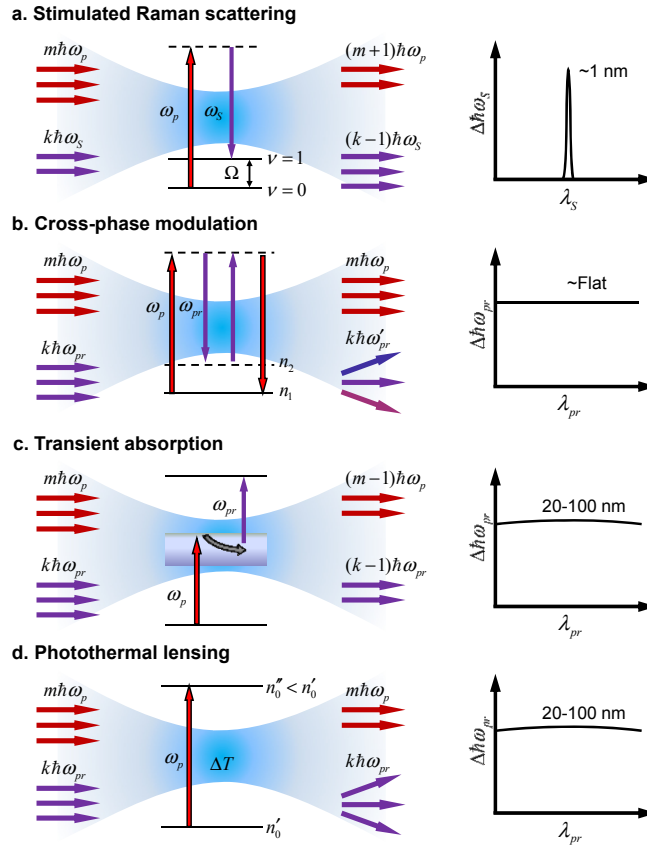 a. Stimulated Raman scattering
mħω_p
(m+1)ħω_p
~1 nm
ω_p
ω_S
Δħω_S
kħω_S
(k−1)ħω_S
ν = 1
Ω
ν = 0
λ_S
b. Cross-phase modulation
mħω_p
mħω_p
~Flat
ω_p
ω_pr
Δħω_pr
kħω_pr
kħω′_pr
n_2
n_1
λ_pr
c. Transient absorption
mħω_p
(m−1)ħω_p
ω_pr
20-100 nm
Δħω_pr
kħω_pr
(k−1)ħω_pr
ω_p
λ_pr
d. Photothermal lensing
mħω_p
n″_0 < n′_0
mħω_p
20-100 nm
ω_p
ΔT
Δħω_pr
kħω_pr
kħω_pr
n′_0
λ_pr